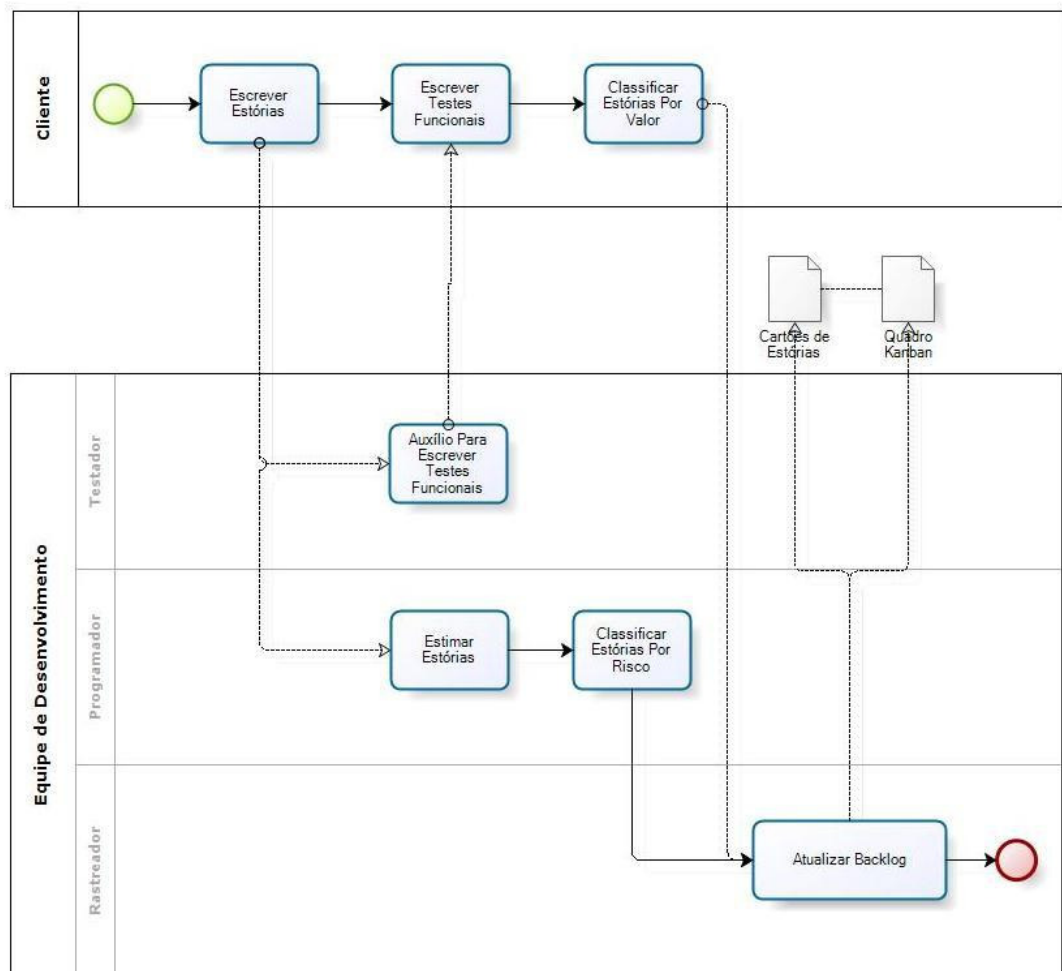 Cliente
Escrever
Estórias
Escrever
Testes
Funcionais
Classificar
Estórias Por
Valor
Cartões de
Estórias
Quadro
Kanban
Equipe de Desenvolvimento
Testador
Auxílio Para
Escrever
Testes
Funcionais
Programador
Estimar
Estórias
Classificar
Estórias Por
Risco
Rastreador
Atualizar Backlog